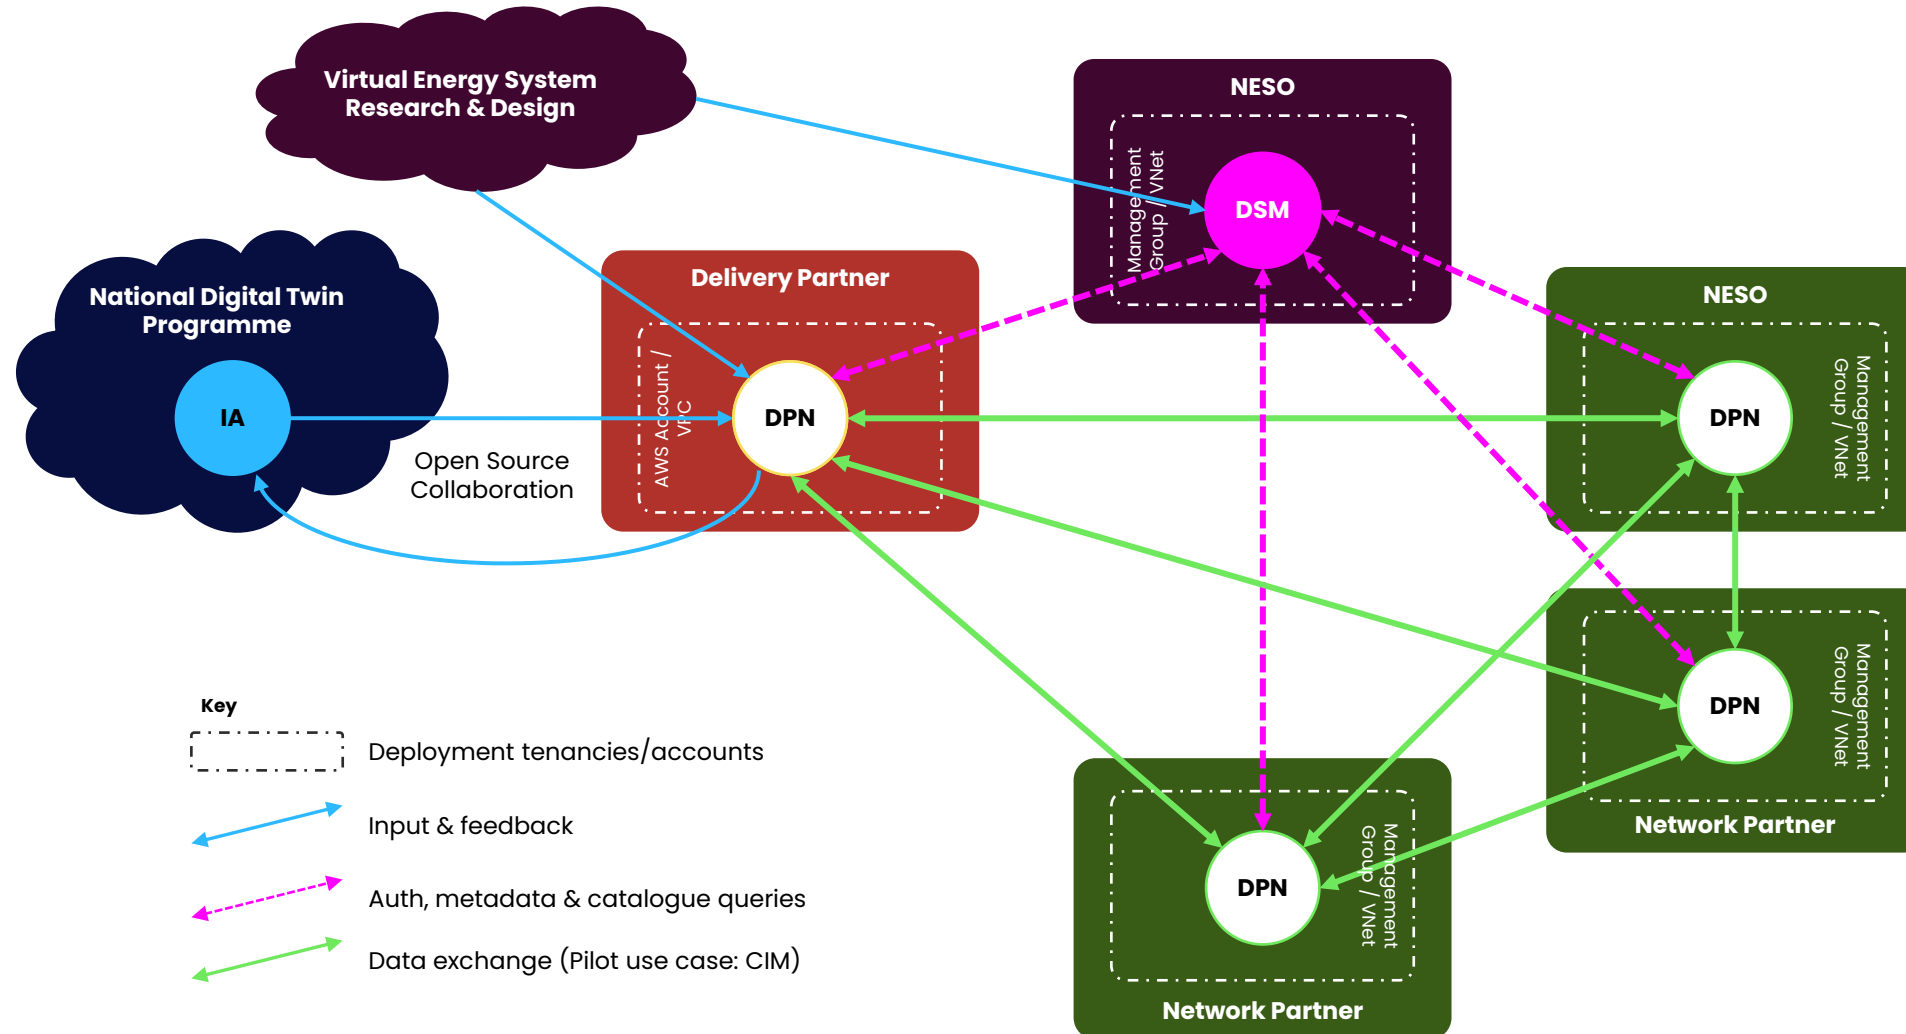 Virtual Energy System
Research & Design
NESO
Management
Group / VNet
DSM
National Digital Twin
Programme
IA
Open Source
Collaboration
Delivery Partner
AWS Account /
VPC
DPN
NESO
DPN
Management
Group / VNet
DPN
Management
Group / VNet
Network Partner
DPN
Management
Group / VNet
Network Partner
Key
Deployment tenancies/accounts
Input & feedback
Auth, metadata & catalogue queries
Data exchange (Pilot use case: CIM)